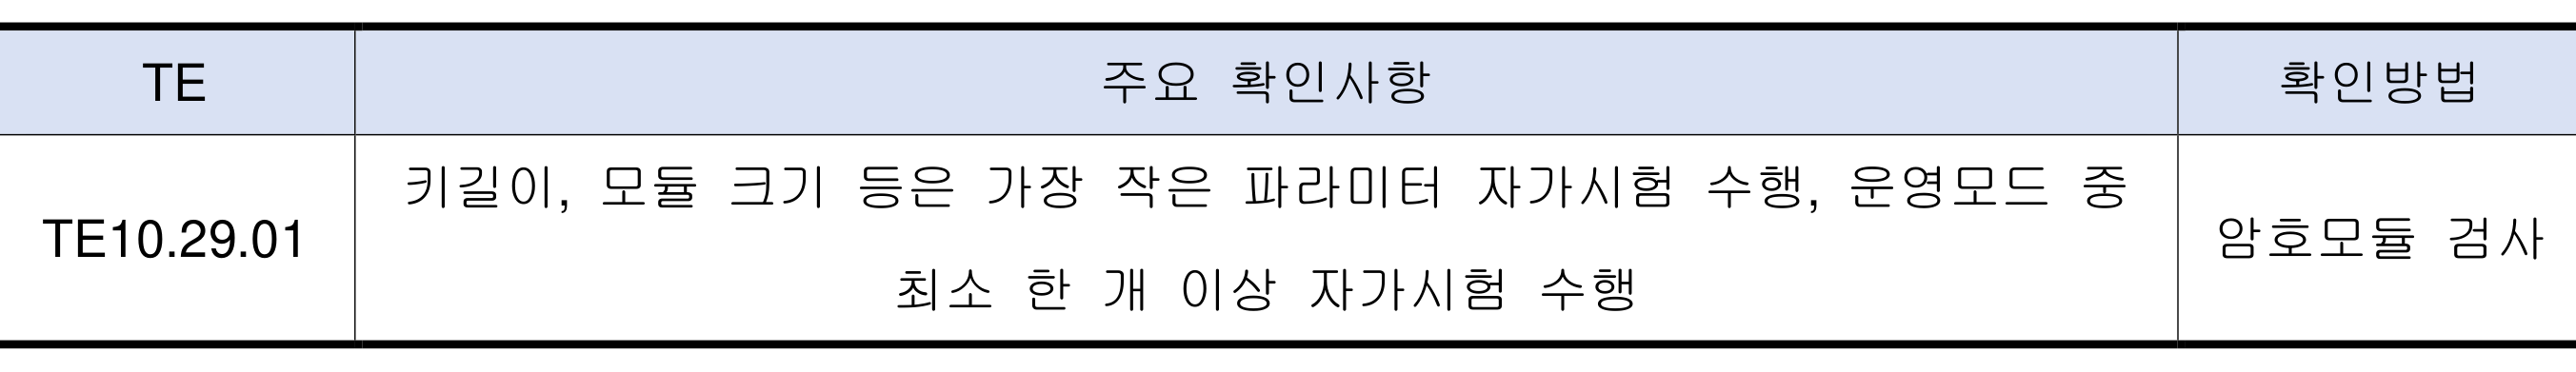 TE 주요 확인사항 확인방법
TE10.29.01 키길이, 모듈 크기 등은 가장 작은 파라미터 자가시험 수행, 운영모드 중
최소 한 개 이상 자가시험 수행 암호모듈 검사